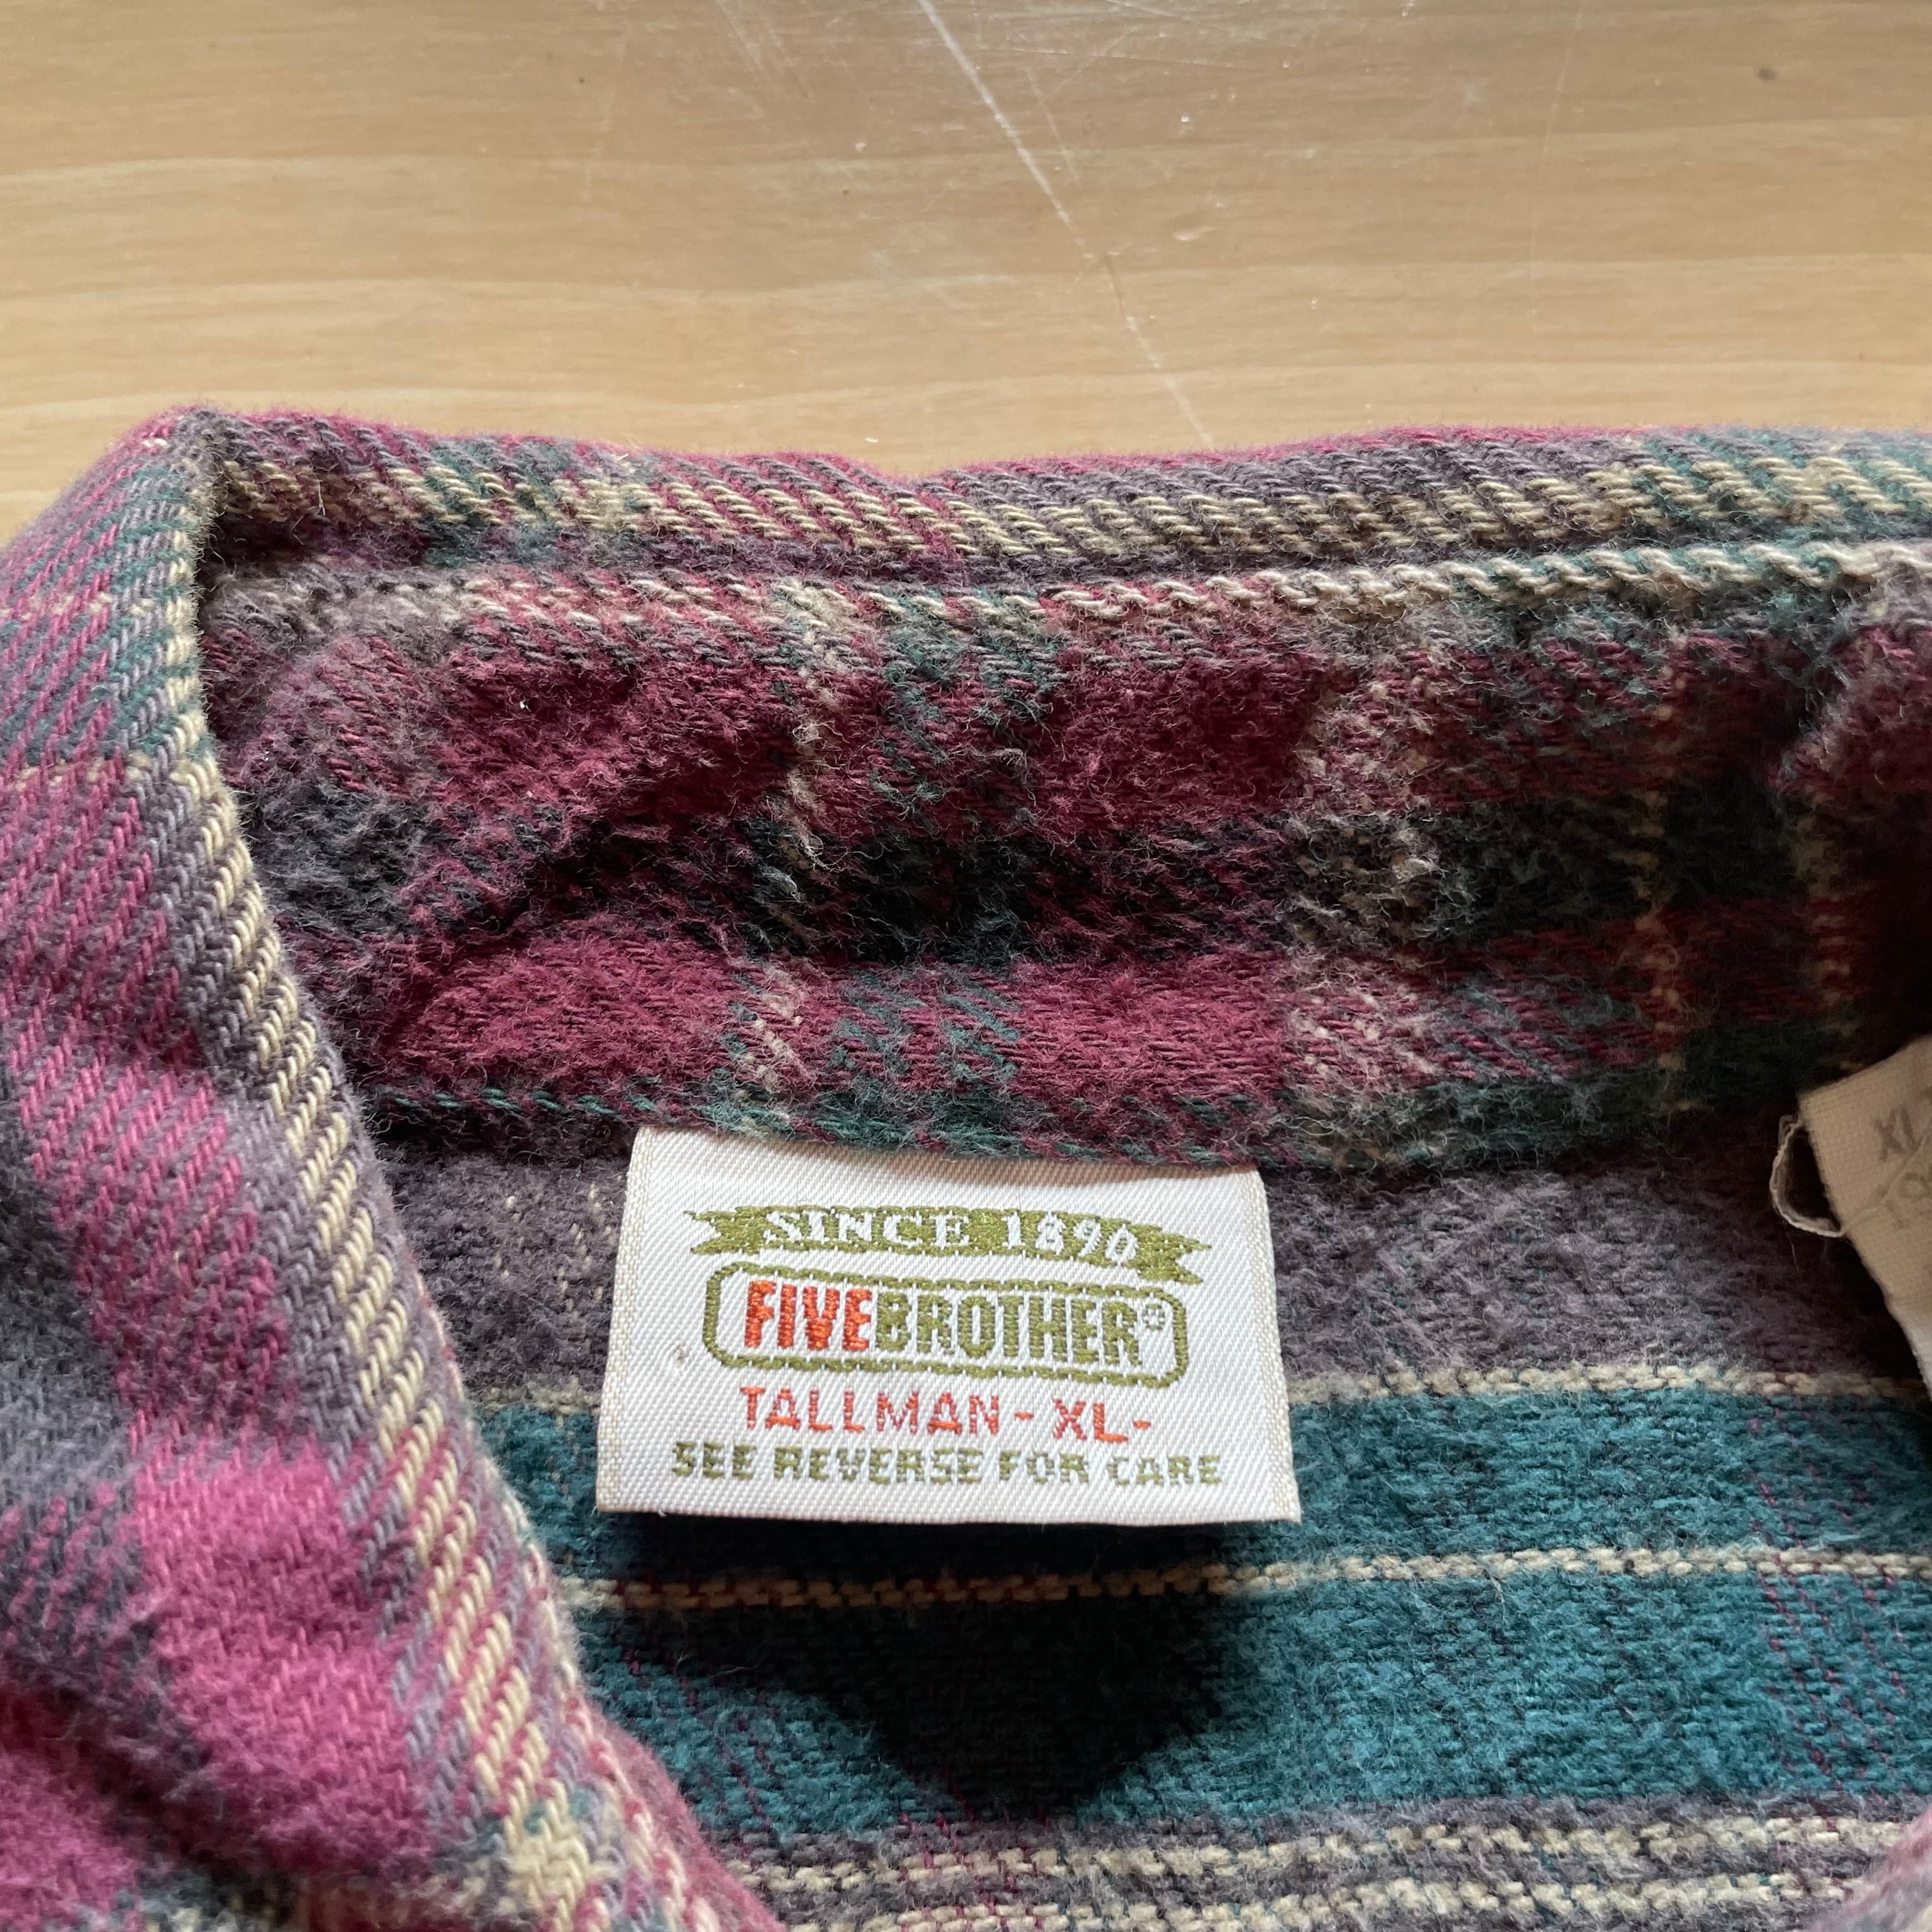 SINCE 1890
FIVEBROTHER®
TALLMAN - XL -
SEE REVERSE FOR CARE